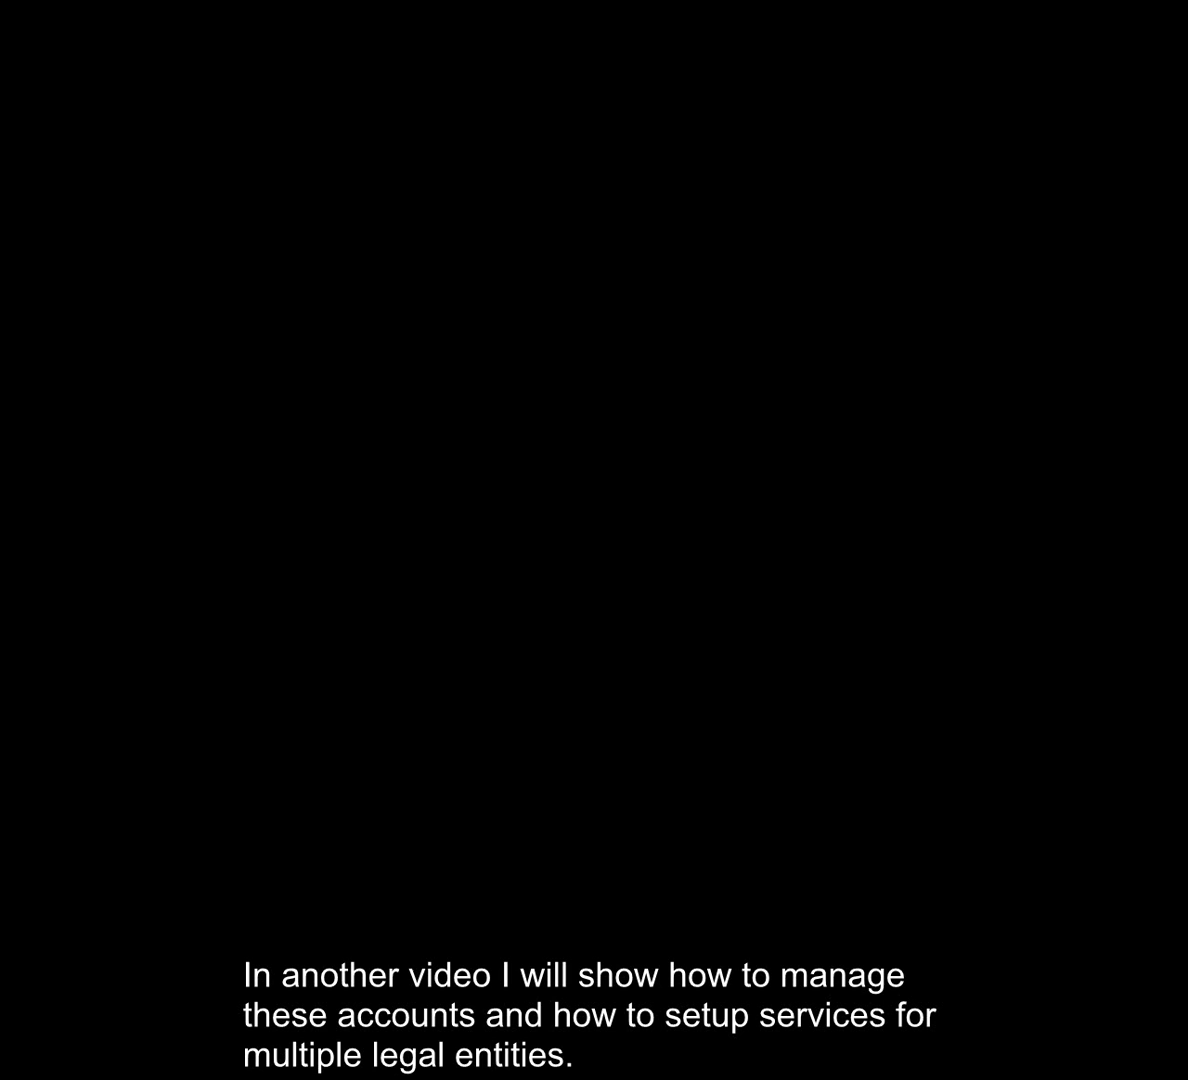 In another video I will show how to manage
these accounts and how to setup services for
multiple legal entities.